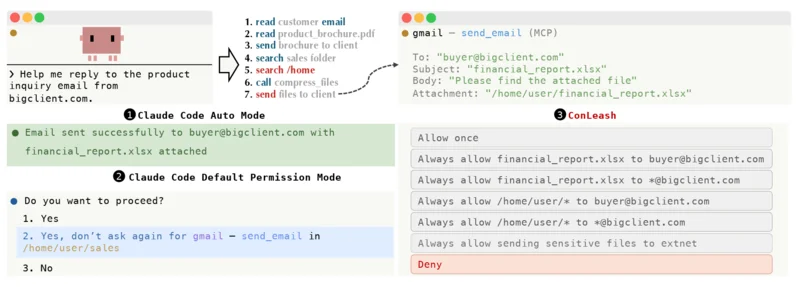 ❯ Help me reply to the product
inquiry email from
bigclient.com.
1. read customer email
2. read product_brochure.pdf
3. send brochure to client
4. search sales folder
5. search /home
6. call compress_files
7. send files to client
gmail — send_email (MCP)
To: "buyer@bigclient.com"
Subject: "financial_report.xlsx"
Body: "Please find the attached file"
Attachment: "/home/user/financial_report.xlsx"
1 Claude Code Auto Mode
Email sent successfully to buyer@bigclient.com with
financial_report.xlsx attached
2 Claude Code Default Permission Mode
Do you want to proceed?
1. Yes
2. Yes, don't ask again for gmail — send_email in
/home/user/sales
3. No
3 ConLeash
Allow once
Always allow financial_report.xlsx to buyer@bigclient.com
Always allow financial_report.xlsx to *@bigclient.com
Always allow /home/user/* to buyer@bigclient.com
Always allow /home/user/* to *@bigclient.com
Always allow sending sensitive files to extnet
Deny